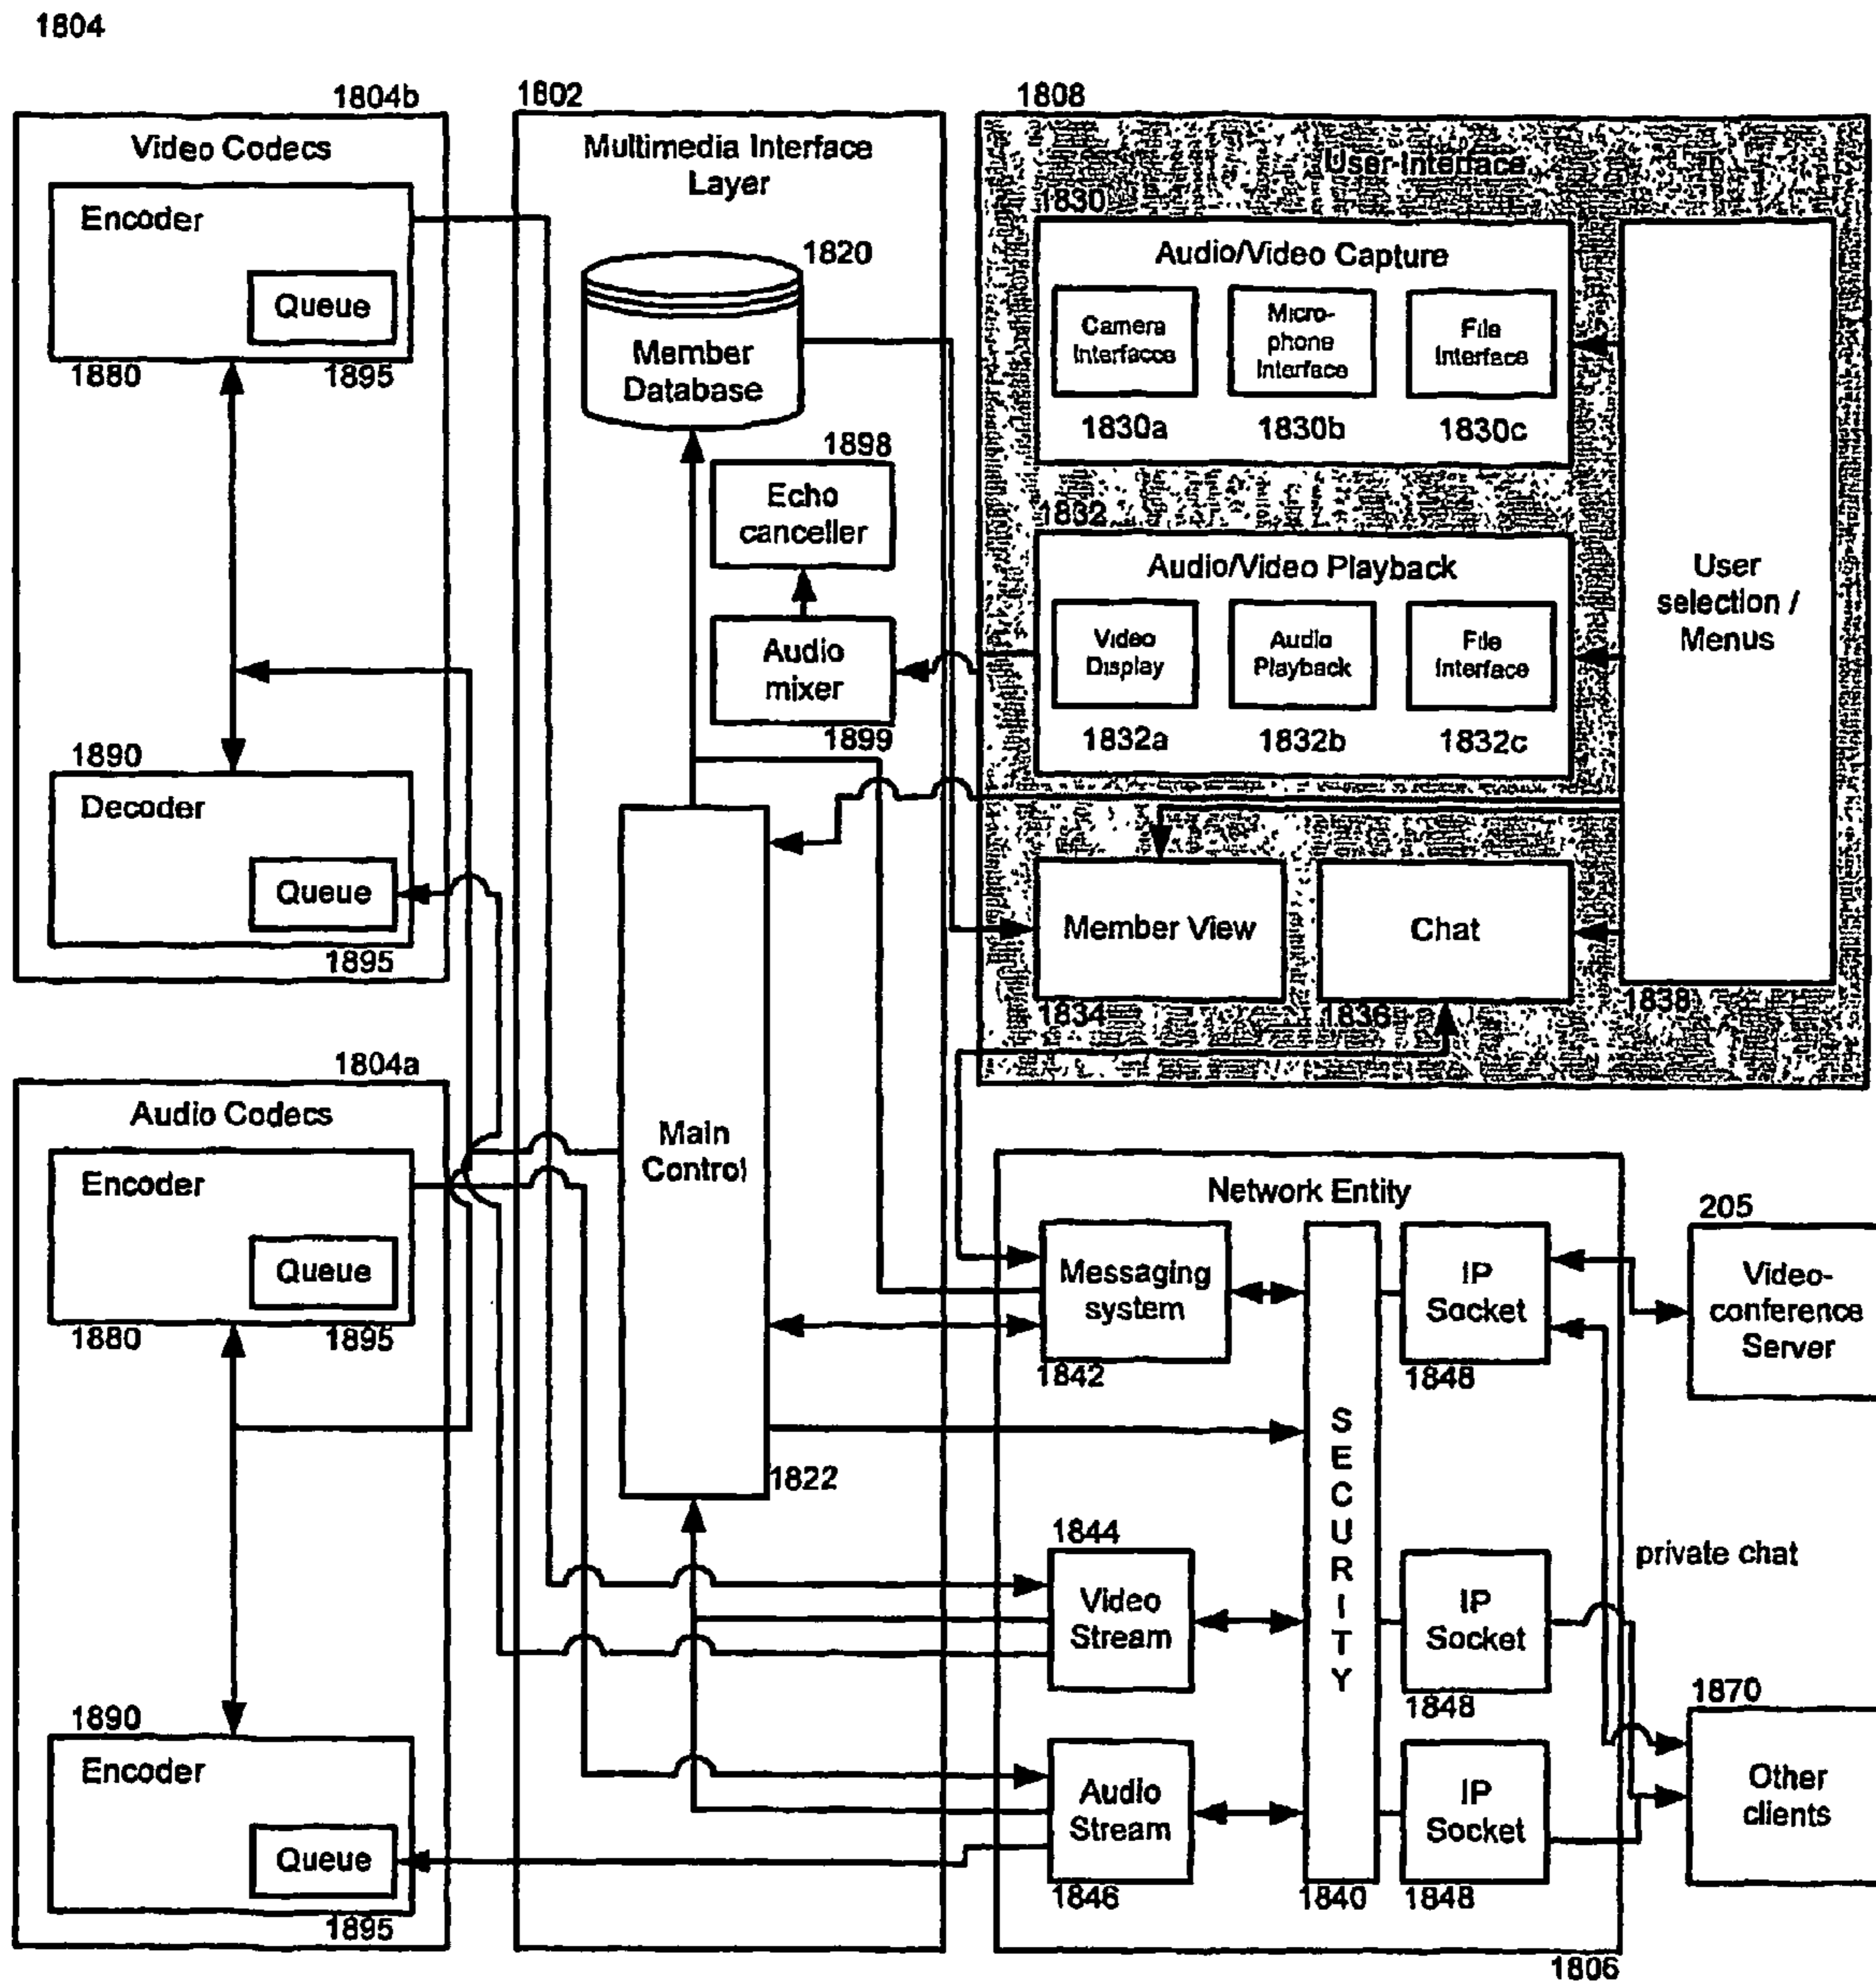 1804
1804b
Video Codecs
Encoder
Queue
1880
1895
1890
Decoder
Queue
1895
1804a
Audio Codecs
Encoder
Queue
1880
1895
1890
Encoder
Queue
1895
1802
Multimedia Interface
Layer
1820
Member
Database
1898
Echo
canceller
Audio
mixer
1899
Main
Control
1822
1808
User Interface
1830
Audio/Video Capture
Camera
Interfacce
Micro-
phone
Interface
File
Interface
1830a
1830b
1830c
1832
Audio/Video Playback
Video
Display
Audio
Playback
File
Interface
1832a
1832b
1832c
User
selection /
Menus
Member View
Chat
1834
1836
1838
Network Entity
Messaging
system
1842
IP
Socket
1848
205
Video-
conference
Server
S
E
C
U
R
I
T
Y
1844
Video
Stream
IP
Socket
1848
private chat
1870
Other
clients
Audio
Stream
1846
1840
IP
Socket
1848
1806